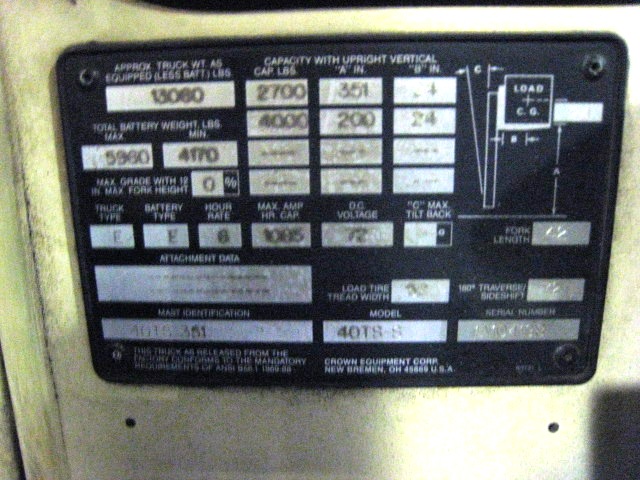 APPROX. TRUCK WT. AS
EQUIPPED (LESS BATT.) LBS.
13060
CAPACITY WITH UPRIGHT VERTICAL
CAP. LBS. "A" IN. "B" IN
2700 351 24
4000 200 24
TOTAL BATTERY WEIGHT, LBS.
MAX. MIN.
5960 4170
MAX. GRADE WITH 12
IN. MAX. FORK HEIGHT
0 %
C
LOAD
C.G.
B
A
TRUCK TYPE
E
BATTERY TYPE
E
HOUR RATE
6
MAX. AMP HR. CAP.
1085
D.C. VOLTAGE
72
"C" MAX. TILT BACK
FORK LENGTH
42
ATTACHMENT DATA
LOAD TIRE
TREAD WIDTH
180° TRAVERSE/
SIDESHIFT
MAST IDENTIFICATION
40TS-351
MODEL
40TS-S
SERIAL NUMBER
THIS TRUCK AS RELEASED FROM THE
FACTORY CONFORMS TO THE MANDATORY
REQUIREMENTS OF ANSI B56.1
CROWN EQUIPMENT CORP.
NEW BREMEN, OH 45869 U.S.A.